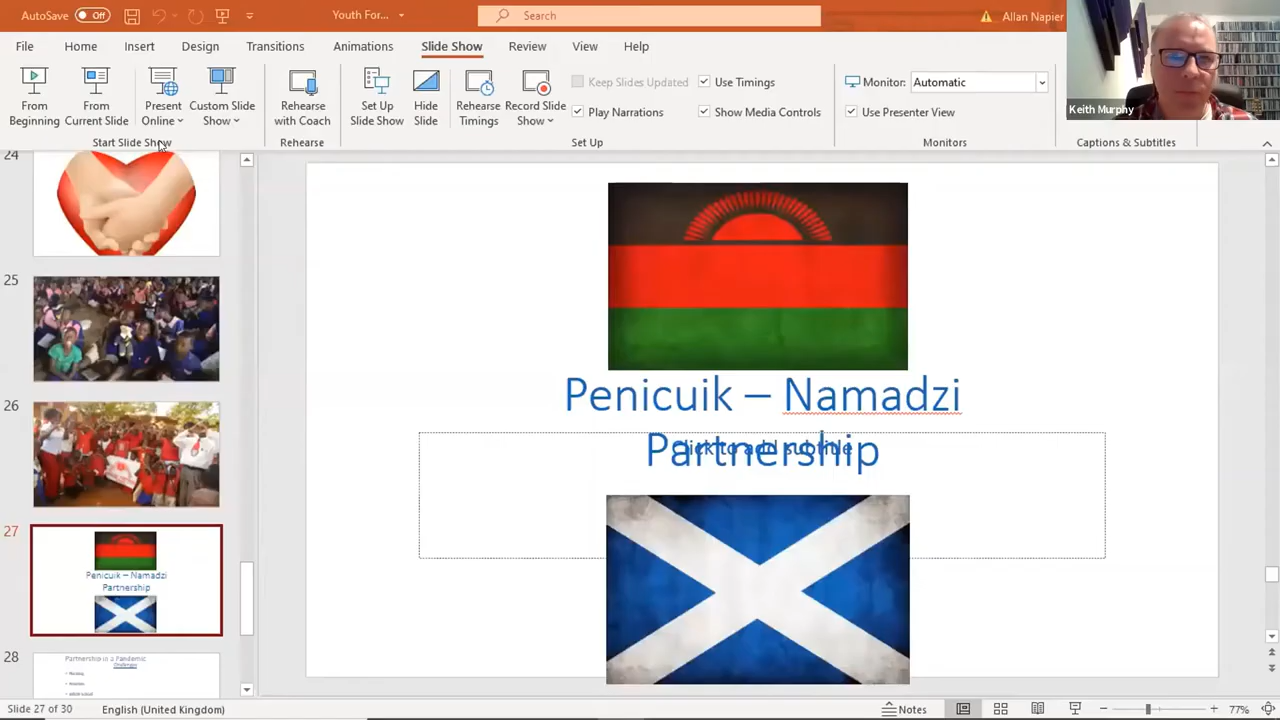 AutoSave Off Youth For... Search Allan Napier
File Home Insert Design Transitions Animations Slide Show Review View Help
From Beginning
From Current Slide
Present Online
Custom Slide Show
Start Slide Show
Rehearse with Coach
Rehearse
Set Up Slide Show
Hide Slide
Rehearse Timings
Record Slide Show
Keep Slides Updated
Use Timings
Play Narrations
Show Media Controls
Set Up
Monitor: Automatic
Use Presenter View
Monitors
Captions & Subtitles
Keith Murphy
24
25
26
27
Penicuik – Namadzi
Partnership
28
Partnership in a Pandemic
Challenges
Penicuik – Namadzi
Partnership
Click to add subtitle
Slide 27 of 30 English (United Kingdom) Notes 77%